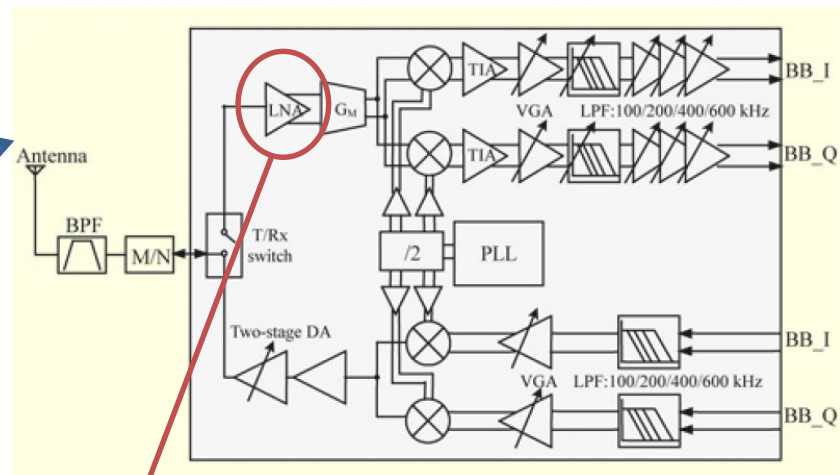 LNA
G_M
TIA
BB_I
VGA
LPF:100/200/400/600 kHz
TIA
BB_Q
Antenna
BPF
M/N
T/Rx
switch
/2
PLL
Two-stage DA
BB_I
VGA
LPF:100/200/400/600 kHz
BB_Q